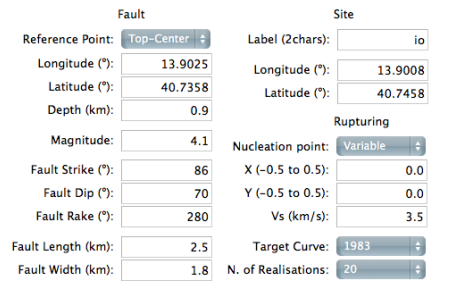 Fault
Reference Point: Top-Center
Longitude (°): 13.9025
Latitude (°): 40.7358
Depth (km): 0.9
Magnitude: 4.1
Fault Strike (°): 86
Fault Dip (°): 70
Fault Rake (°): 280
Fault Length (km): 2.5
Fault Width (km): 1.8
Site
Label (2chars): io
Longitude (°): 13.9008
Latitude (°): 40.7458
Rupturing
Nucleation point: Variable
X (-0.5 to 0.5): 0.0
Y (-0.5 to 0.5): 0.0
Vs (km/s): 3.5
Target Curve: 1983
N. of Realisations: 20